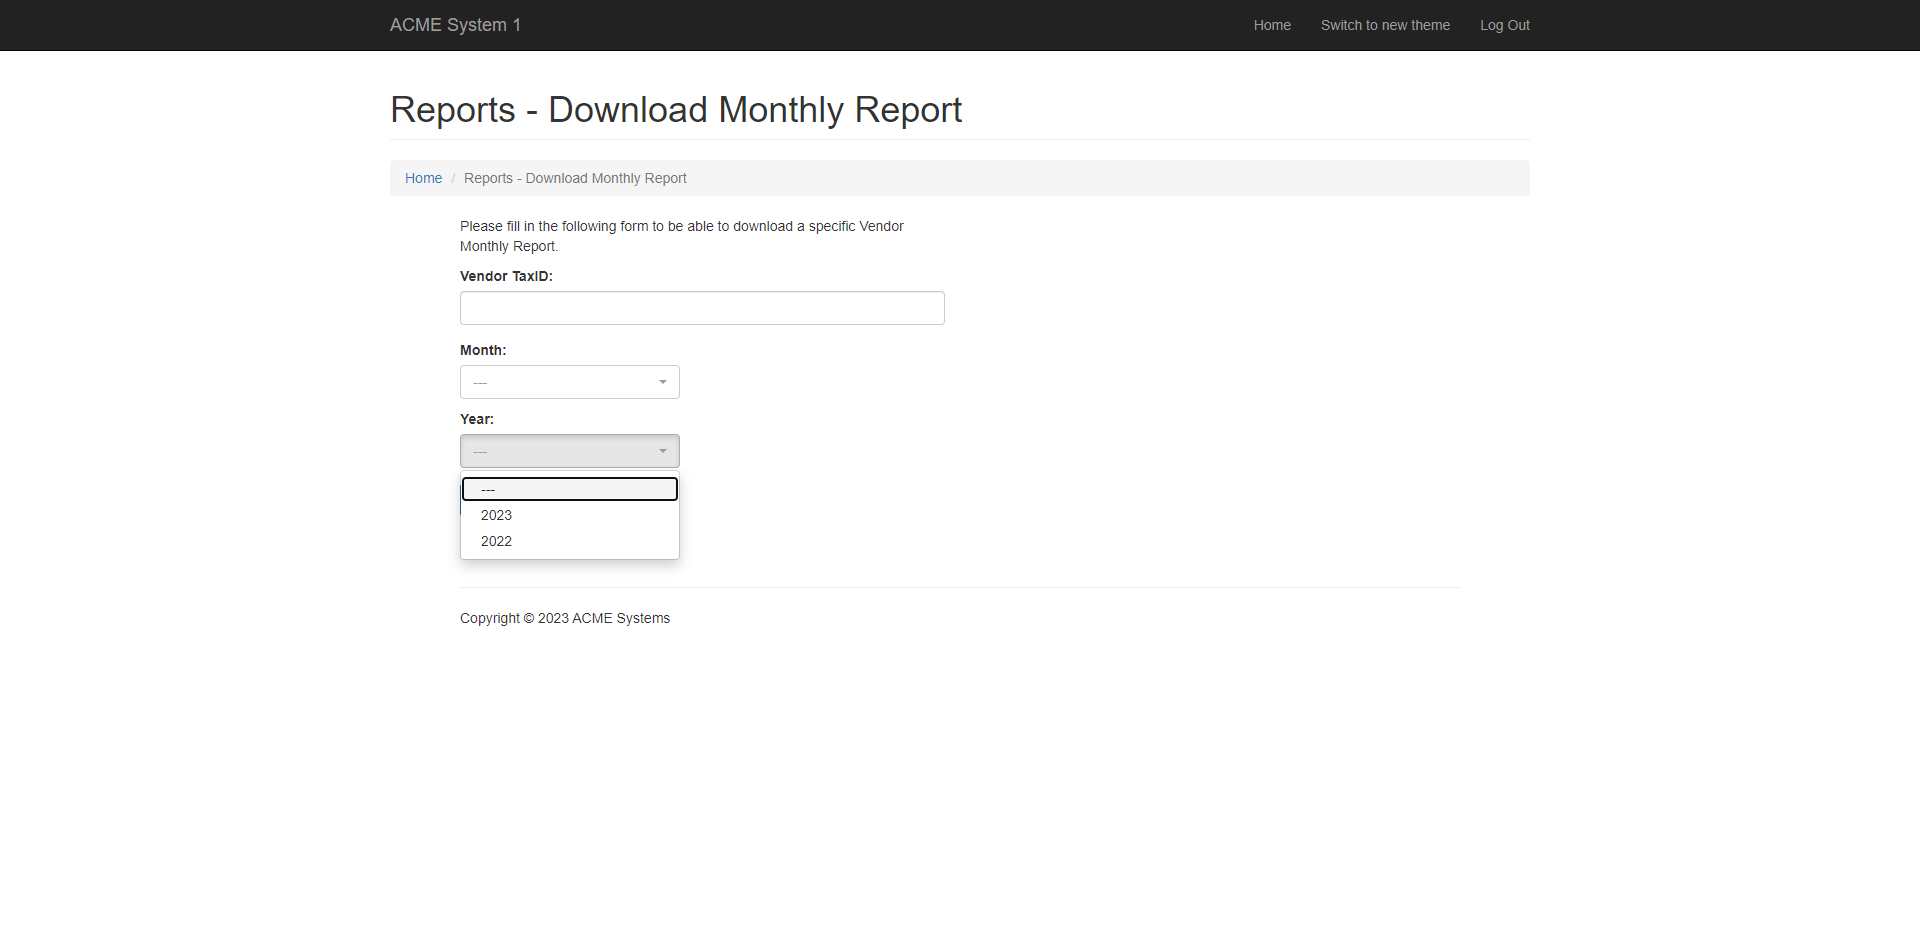 ACME System 1
Home
Switch to new theme
Log Out
Reports - Download Monthly Report
Home / Reports - Download Monthly Report
Please fill in the following form to be able to download a specific Vendor
Monthly Report.
Vendor TaxID:
Month:
---
Year:
---
---
2023
2022
Copyright © 2023 ACME Systems